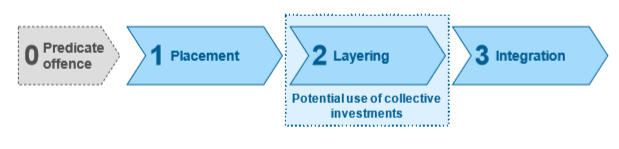 0 Predicate
offence
1 Placement
2 Layering
3 Integration
Potential use of collective
investments